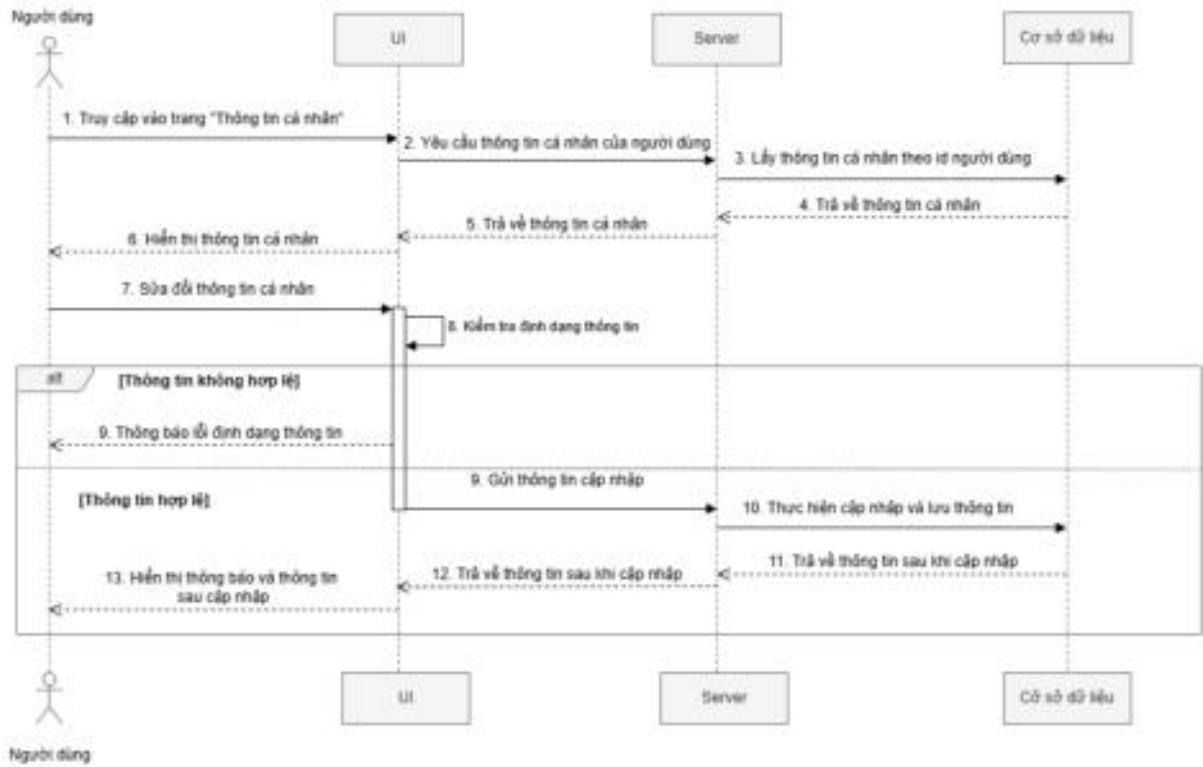 Người dùng
UI
Server
Cơ sở dữ liệu
1. Truy cập vào trang "Thông tin cá nhân"
2. Yêu cầu thông tin cá nhân của người dùng
3. Lấy thông tin cá nhân theo id người dùng
4. Trả về thông tin cá nhân
5. Trả về thông tin cá nhân
6. Hiển thị thông tin cá nhân
7. Sửa đổi thông tin cá nhân
8. Kiểm tra định dạng thông tin
alt
[Thông tin không hợp lệ]
9. Thông báo lỗi định dạng thông tin
[Thông tin hợp lệ]
9. Gửi thông tin cập nhập
10. Thực hiện cập nhập và lưu thông tin
11. Trả về thông tin sau khi cập nhập
12. Trả về thông tin sau khi cập nhập
13. Hiển thị thông báo và thông tin
sau cập nhập
UI
Server
Cở sở dữ liệu
Người dùng